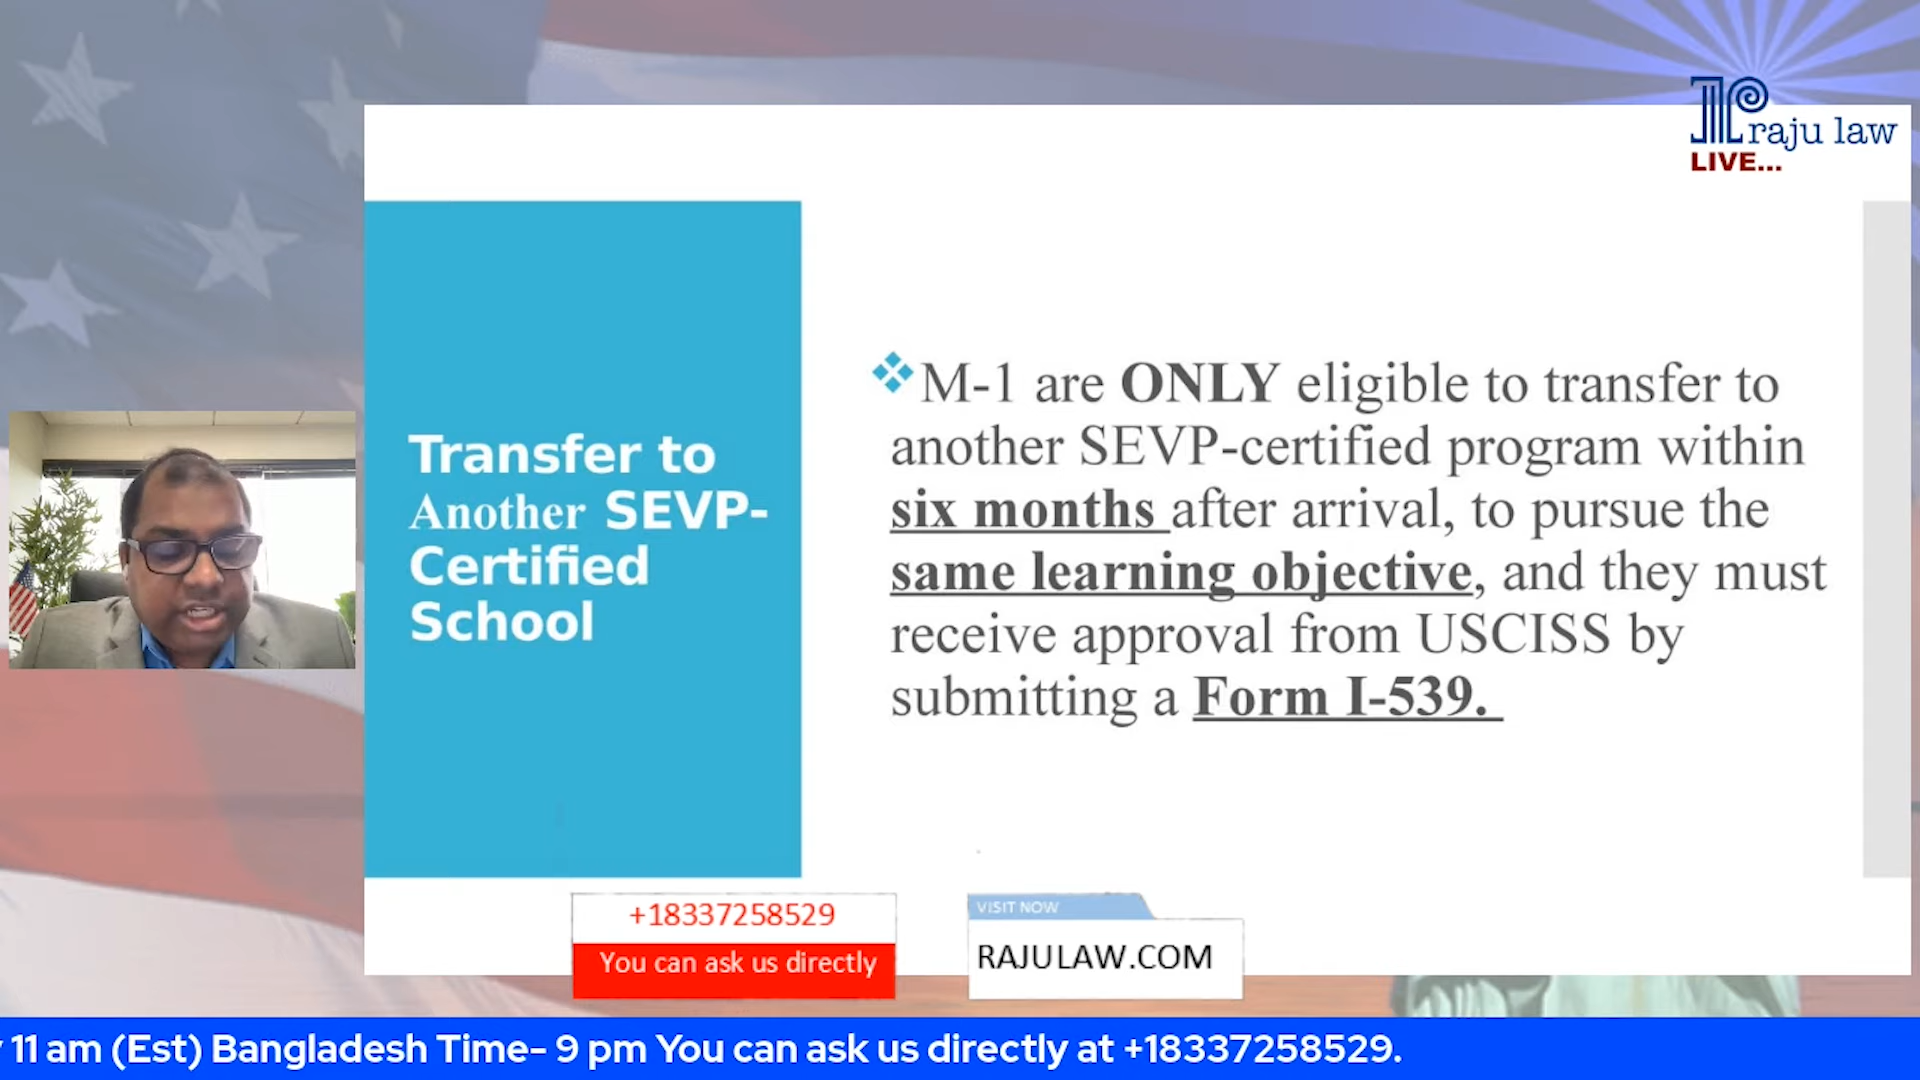 raju law
LIVE...
Transfer to
Another SEVP-
Certified
School
M-1 are ONLY eligible to transfer to
another SEVP-certified program within
six months after arrival, to pursue the
same learning objective, and they must
receive approval from USCISS by
submitting a Form I-539.
+18337258529
You can ask us directly
VISIT NOW
RAJULAW.COM
11 am (Est) Bangladesh Time- 9 pm You can ask us directly at +18337258529.